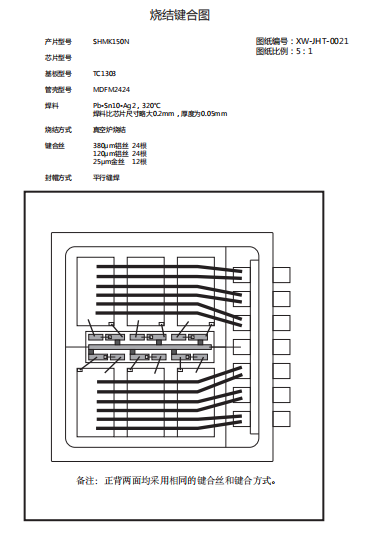 烧结键合图
图纸编号：XW-JHT-0021
图纸比例：5：1
产片型号 SHMK150N
芯片型号
基板型号 TC1303
管壳型号 MDFM2424
焊料 Pb•Sn10•Ag2，320℃
焊料比芯片尺寸略大0.2mm，厚度为0.05mm
烧结方式 真空炉烧结
键合丝 380μm铝丝 24根
120μm铝丝 24根
25μm金丝 12根
封帽方式 平行缝焊
备注：正背两面均采用相同的键合丝和键合方式。